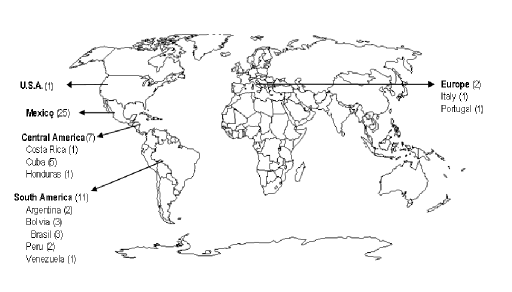 U.S.A. (1)
Mexico (25)
Central America(7)
Costa Rica (1)
Cuba (5)
Honduras (1)
South America (11)
Argentina (2)
Bolivia (3)
Brasil (3)
Peru (2)
Venezuela (1)
Europe (2)
Italy (1)
Portugal (1)